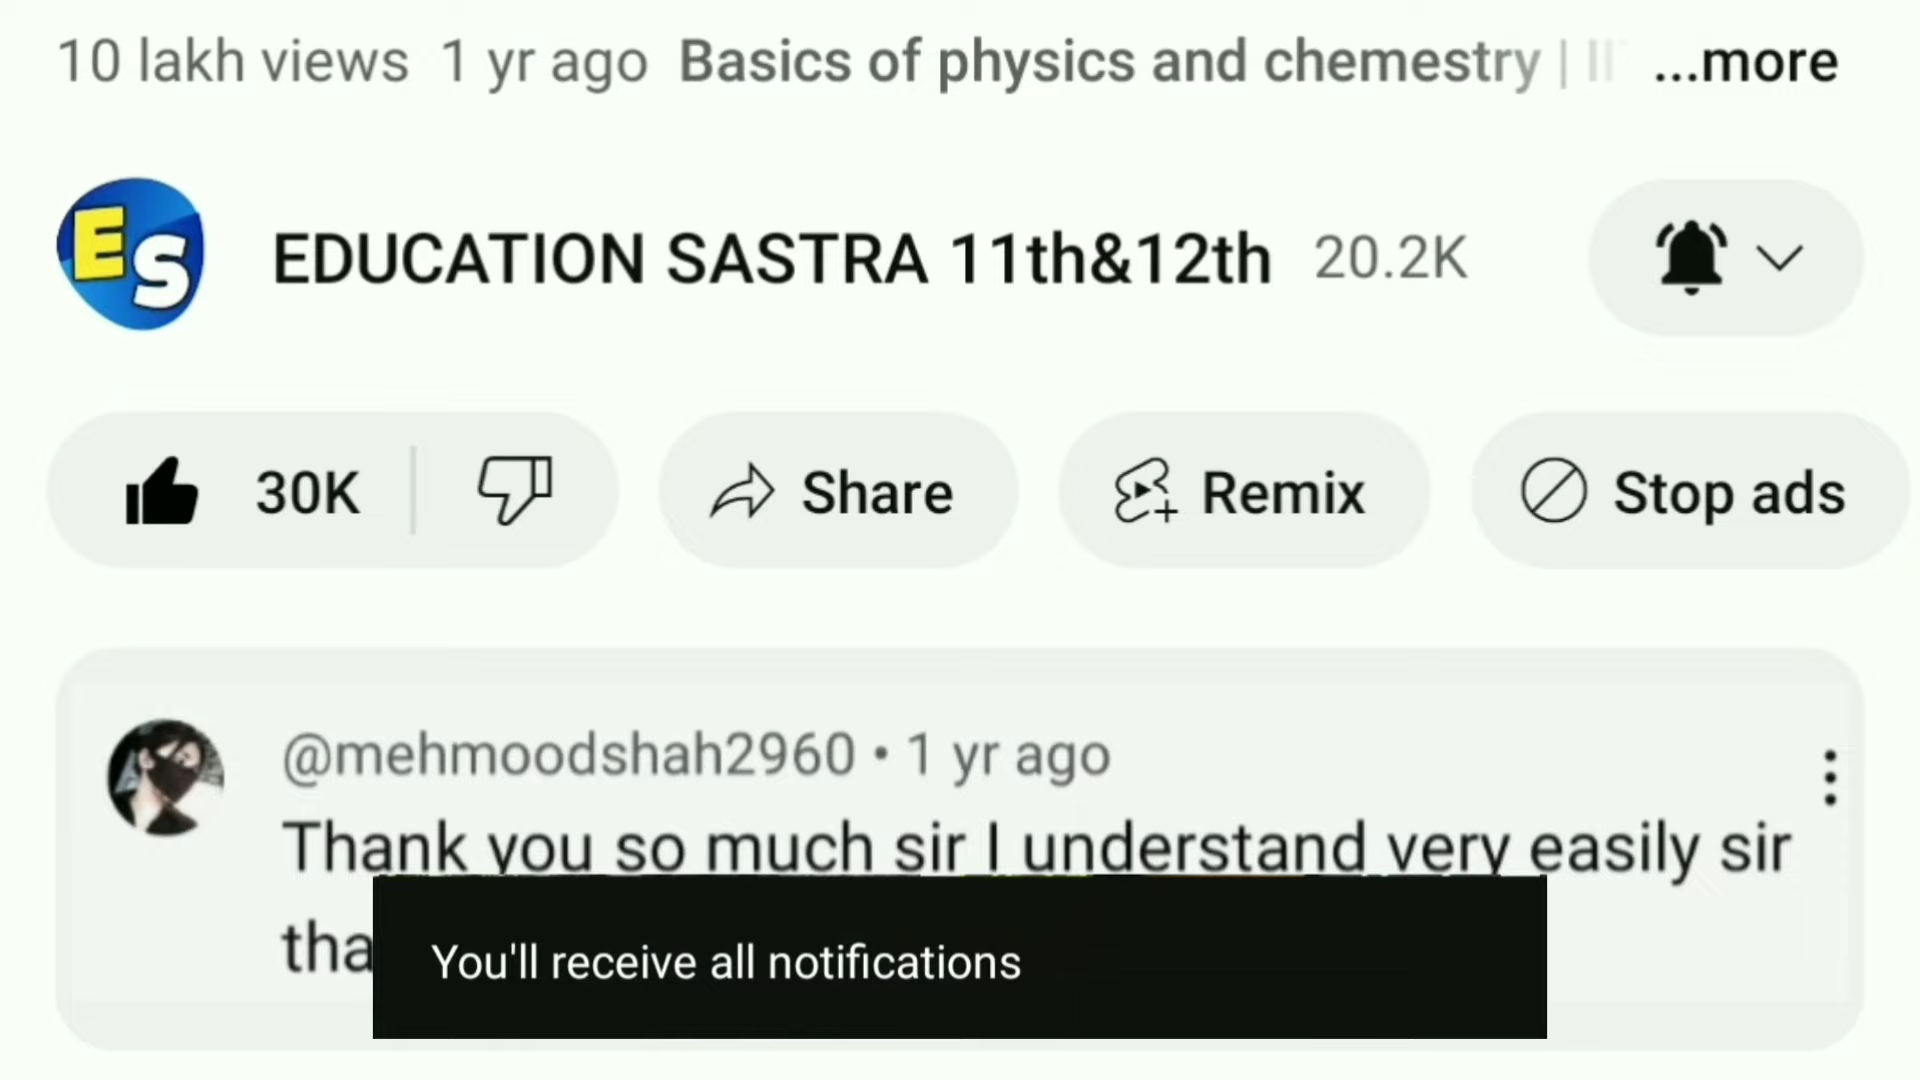 10 lakh views 1 yr ago Basics of physics and chemestry | ...more
ES EDUCATION SASTRA 11th&12th 20.2K
30K Share Remix Stop ads
@mehmoodshah2960 • 1 yr ago
Thank you so much sir I understand very easily sir
tha
You'll receive all notifications